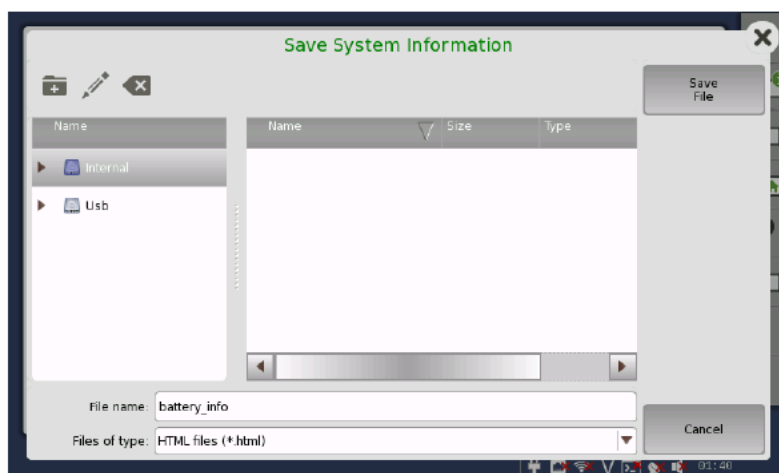 Save System Information
Save
File
Name
Name Size Type
Internal
Usb
File name: battery_info
Files of type: HTML files (*.html)
Cancel
01:40